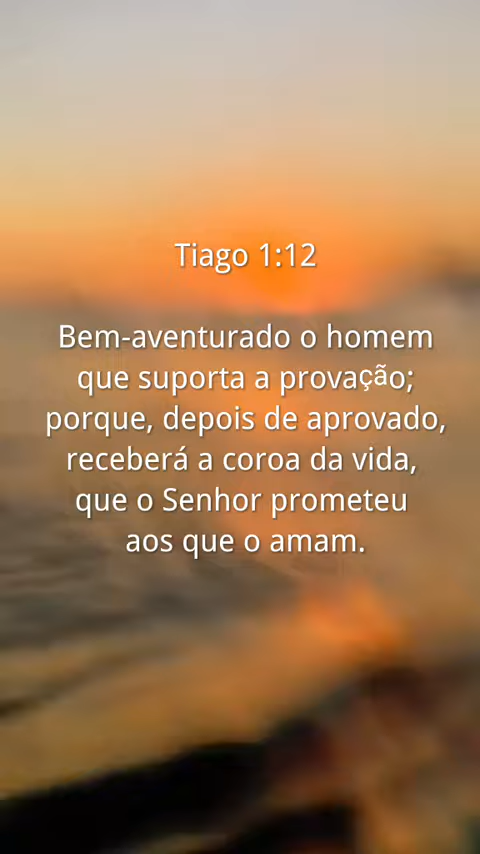 Tiago 1:12
Bem-aventurado o homem
que suporta a provação;
porque, depois de aprovado,
receberá a coroa da vida,
que o Senhor prometeu
aos que o amam.